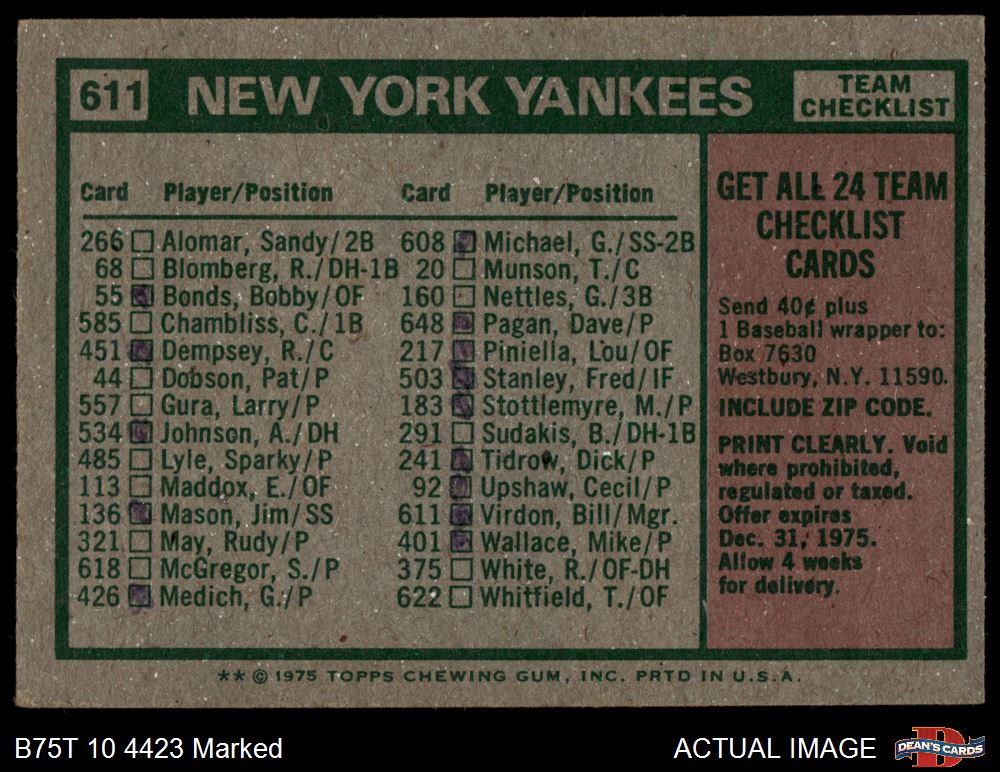 611 NEW YORK YANKEES TEAM CHECKLIST
Card Player/Position
266 Alomar, Sandy/2B
68 Blomberg, R./DH-1B
55 Bonds, Bobby/OF
585 Chambliss, C./1B
451 Dempsey, R./C
44 Dobson, Pat/P
557 Gura, Larry/P
534 Johnson, A./DH
485 Lyle, Sparky/P
113 Maddox, E./OF
136 Mason, Jim/SS
321 May, Rudy/P
618 McGregor, S./P
426 Medich, G./P
Card Player/Position
608 Michael, G./SS-2B
20 Munson, T./C
160 Nettles, G./3B
648 Pagan, Dave/P
217 Piniella, Lou/OF
503 Stanley, Fred/IF
183 Stottlemyre, M./P
291 Sudakis, B./DH-1B
241 Tidrow, Dick/P
92 Upshaw, Cecil/P
611 Virdon, Bill/Mgr.
401 Wallace, Mike/P
375 White, R./OF-DH
622 Whitfield, T./OF
GET ALL 24 TEAM
CHECKLIST
CARDS
Send 40¢ plus
1 Baseball wrapper to:
Box 7630
Westbury, N.Y. 11590.
INCLUDE ZIP CODE.
PRINT CLEARLY. Void
where prohibited,
regulated or taxed.
Offer expires
Dec. 31, 1975.
Allow 4 weeks
for delivery.
** © 1975 TOPPS CHEWING GUM, INC. PRTD IN U.S.A.
B75T 10 4423 Marked
ACTUAL IMAGE
DEAN'S CARDS